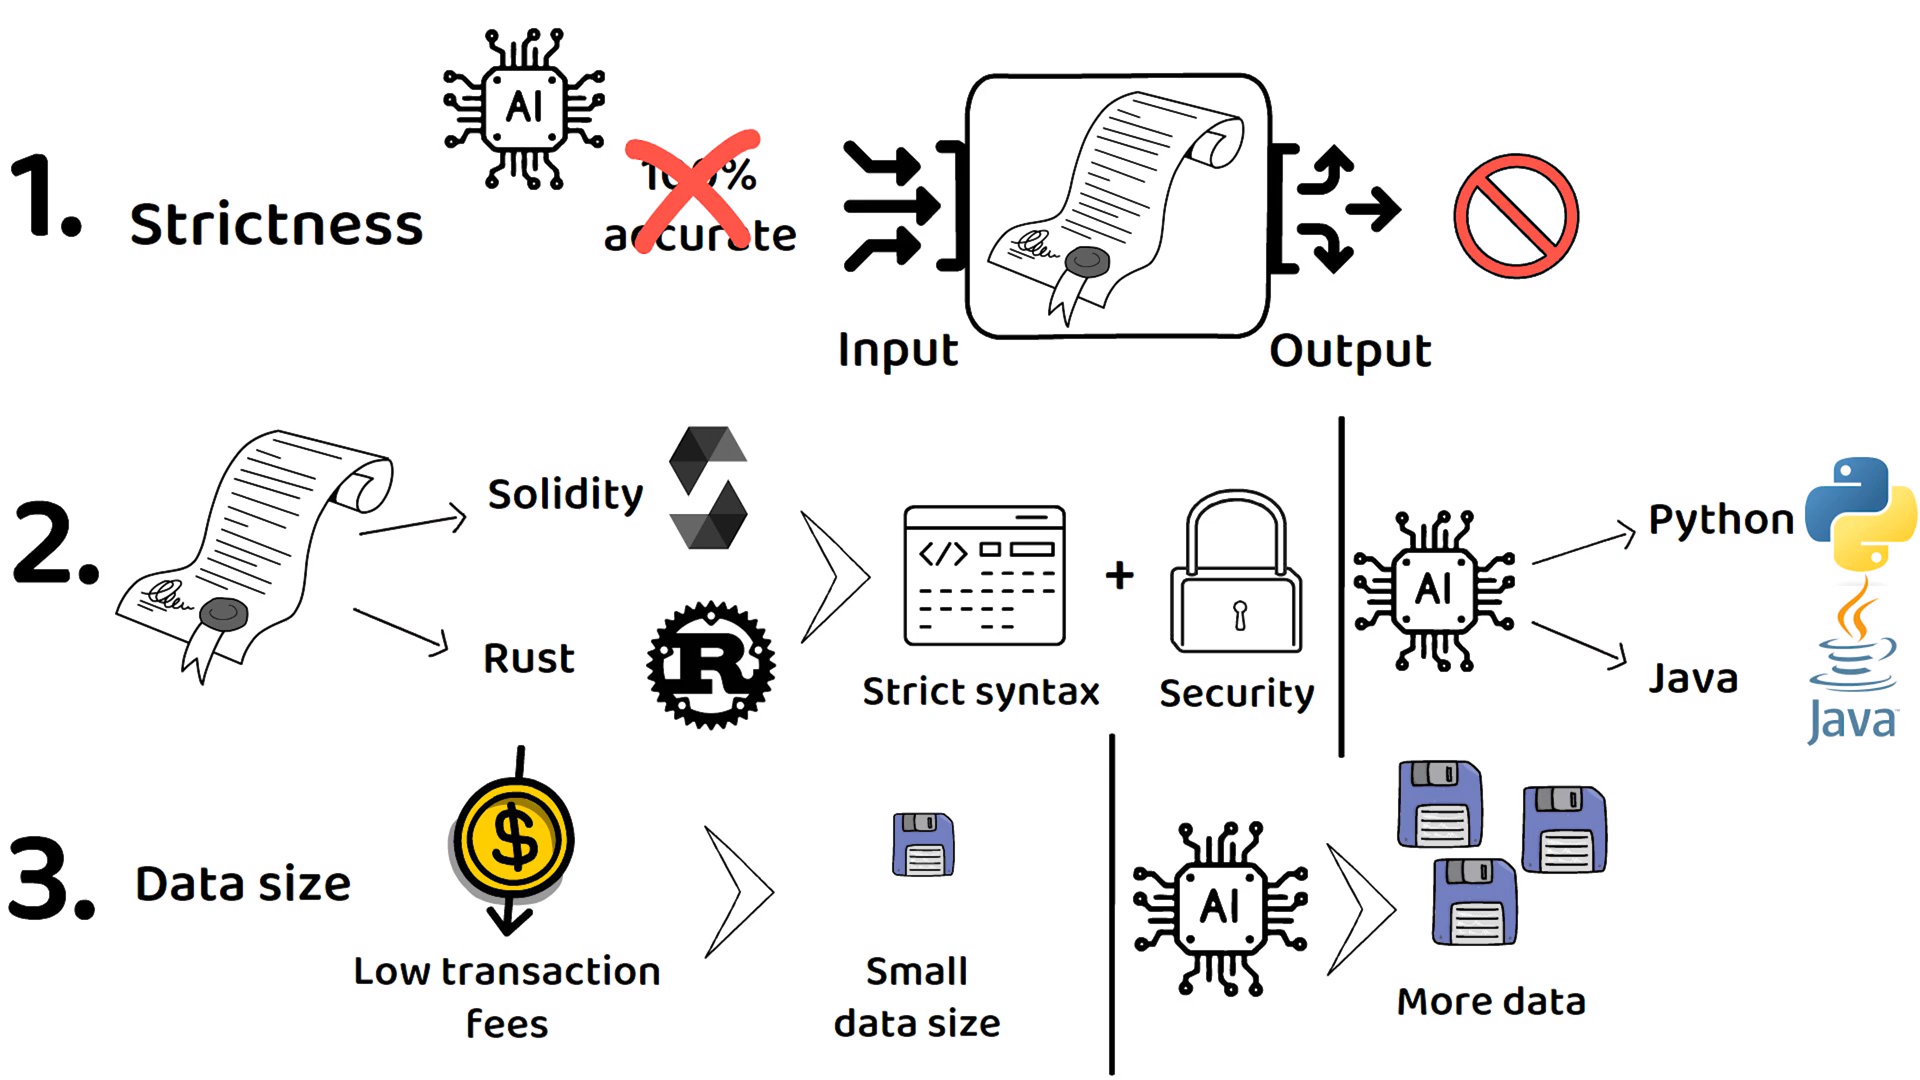 1.
Strictness
AI
100%
accurate
Input
Output
2.
Solidity
Rust
R
</>
+
Strict syntax
Security
AI
Python
Java
Java
3.
Data size
$
Low transaction
fees
Small
data size
AI
More data